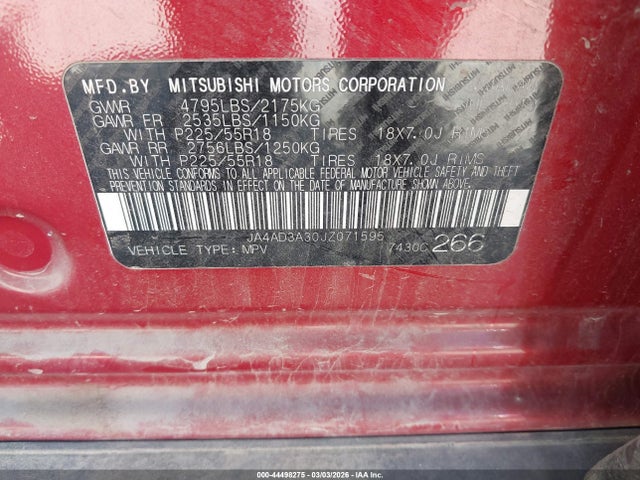 MFD.BY MITSUBISHI MOTORS CORPORATION
GVWR 4795LBS/2175KG
GAWR FR 2535LBS/1150KG
WITH P225/55R18 TIRES 18X7.0J RIMS
GAWR RR 2756LBS/1250KG
WITH P225/55R18 TIRES 18X7.0J RIMS
THIS VEHICLE CONFORMS TO ALL APPLICABLE FEDERAL MOTOR VEHICLE SAFETY AND THEFT
PREVENTION STANDARDS IN EFFECT ON THE DATE OF MANUFACTURE SHOWN ABOVE.
JA4AD3A30JZ071595
VEHICLE TYPE: MPV 7430C 266
000-44498275 - 03/03/2026 - IAA Inc.